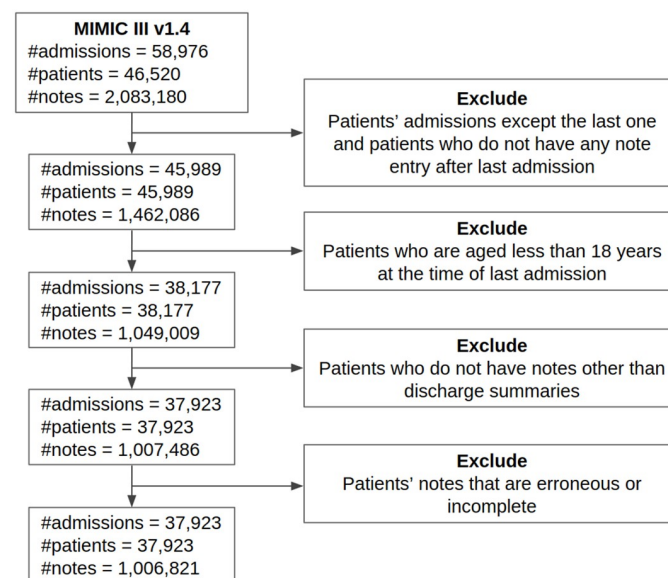 MIMIC III v1.4
#admissions = 58,976
#patients = 46,520
#notes = 2,083,180
Exclude
Patients' admissions except the last one
and patients who do not have any note
entry after last admission
#admissions = 45,989
#patients = 45,989
#notes = 1,462,086
Exclude
Patients who are aged less than 18 years
at the time of last admission
#admissions = 38,177
#patients = 38,177
#notes = 1,049,009
Exclude
Patients who do not have notes other than
discharge summaries
#admissions = 37,923
#patients = 37,923
#notes = 1,007,486
Exclude
Patients' notes that are erroneous or
incomplete
#admissions = 37,923
#patients = 37,923
#notes = 1,006,821